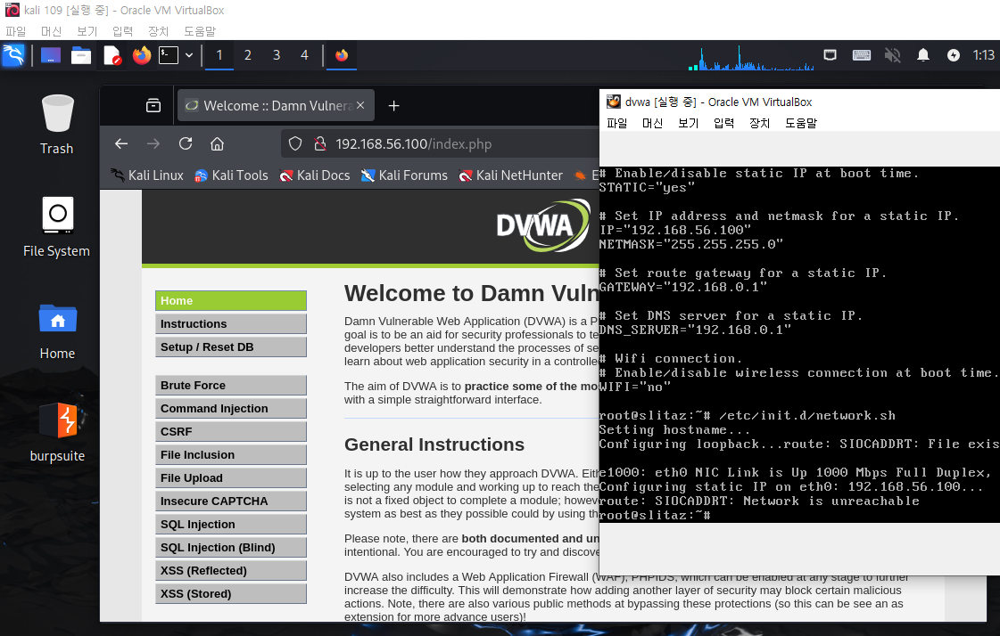 kali 109 [실행 중] - Oracle VM VirtualBox
파일 머신 보기 입력 장치 도움말
1 2 3 4 1:13
Trash
File System
Home
burpsuite
Welcome :: Damn Vulnera
192.168.56.100/index.php
Kali Linux Kali Tools Kali Docs Kali Forums Kali NetHunter E
DVWA
Home
Instructions
Setup / Reset DB
Brute Force
Command Injection
CSRF
File Inclusion
File Upload
Insecure CAPTCHA
SQL Injection
SQL Injection (Blind)
XSS (Reflected)
XSS (Stored)
Welcome to Damn Vuln
Damn Vulnerable Web Application (DVWA) is a P
goal is to be an aid for security professionals to te
developers better understand the processes of se
learn about web application security in a controlle
The aim of DVWA is to practice some of the mo
with a simple straightforward interface.
General Instructions
It is up to the user how they approach DVWA. Eith
selecting any module and working up to reach the
is not a fixed object to complete a module; howev
system as best as they possible could by using th
Please note, there are both documented and un
intentional. You are encouraged to try and discove
DVWA also includes a Web Application Firewall (WAF), PHPIDS, which can be enabled at any stage to further
increase the difficulty. This will demonstrate how adding another layer of security may block certain malicious
actions. Note, there are also various public methods at bypassing these protections (so this can be see an as
extension for more advance users)!
dvwa [실행 중] - Oracle VM VirtualBox
파일 머신 보기 입력 장치 도움말
# Enable/disable static IP at boot time.
STATIC="yes"
# Set IP address and netmask for a static IP.
IP="192.168.56.100"
NETMASK="255.255.255.0"
# Set route gateway for a static IP.
GATEWAY="192.168.0.1"
# Set DNS server for a static IP.
DNS_SERVER="192.168.0.1"
# Wifi connection.
# Enable/disable wireless connection at boot time.
WIFI="no"
root@slitaz:~# /etc/init.d/network.sh
Setting hostname...
Configuring loopback...route: SIOCADDRT: File exis
e1000: eth0 NIC Link is Up 1000 Mbps Full Duplex,
Configuring static IP on eth0: 192.168.56.100...
route: SIOCADDRT: Network is unreachable
root@slitaz:~#